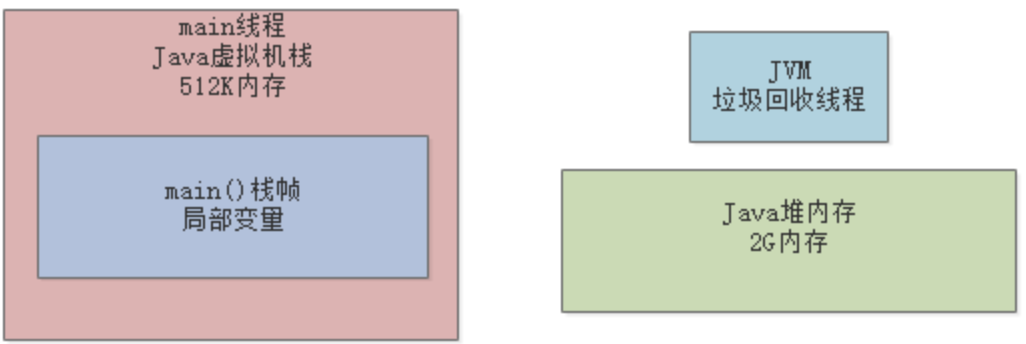 main线程
Java虚拟机栈
512K内存
main()栈帧
局部变量
JVM
垃圾回收线程
Java堆内存
2G内存